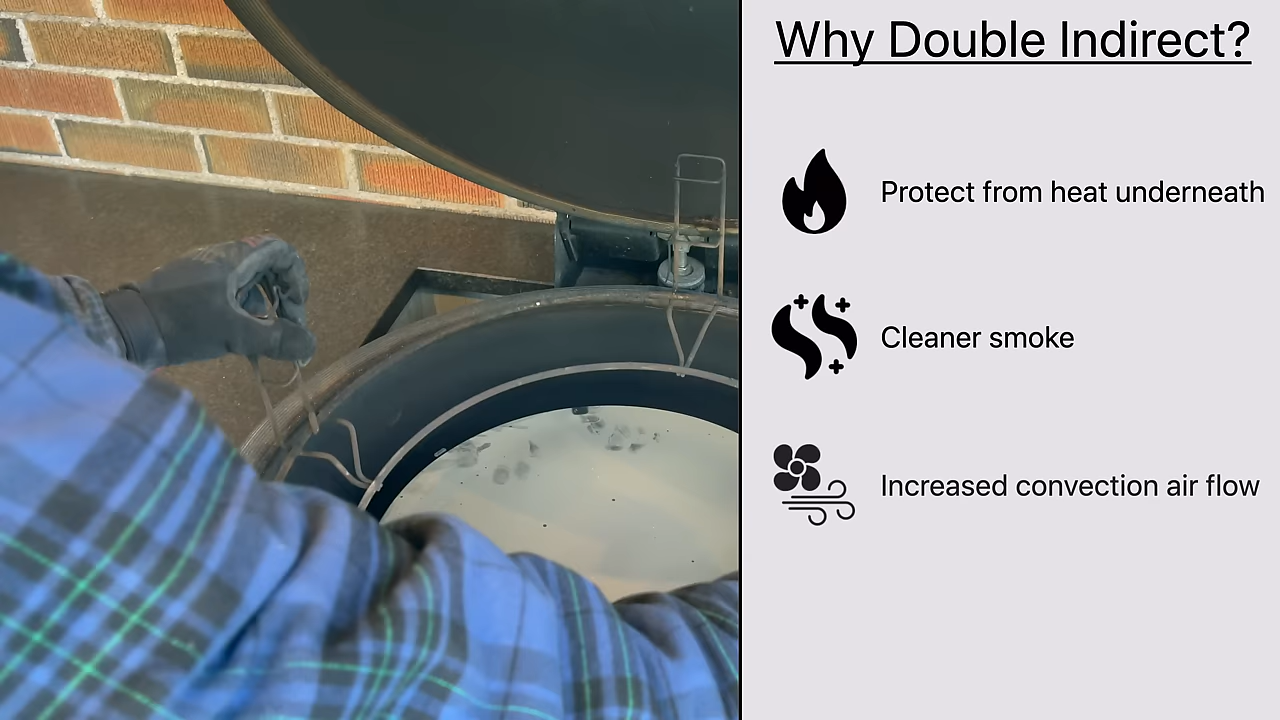 Why Double Indirect?
Protect from heat underneath
Cleaner smoke
Increased convection air flow